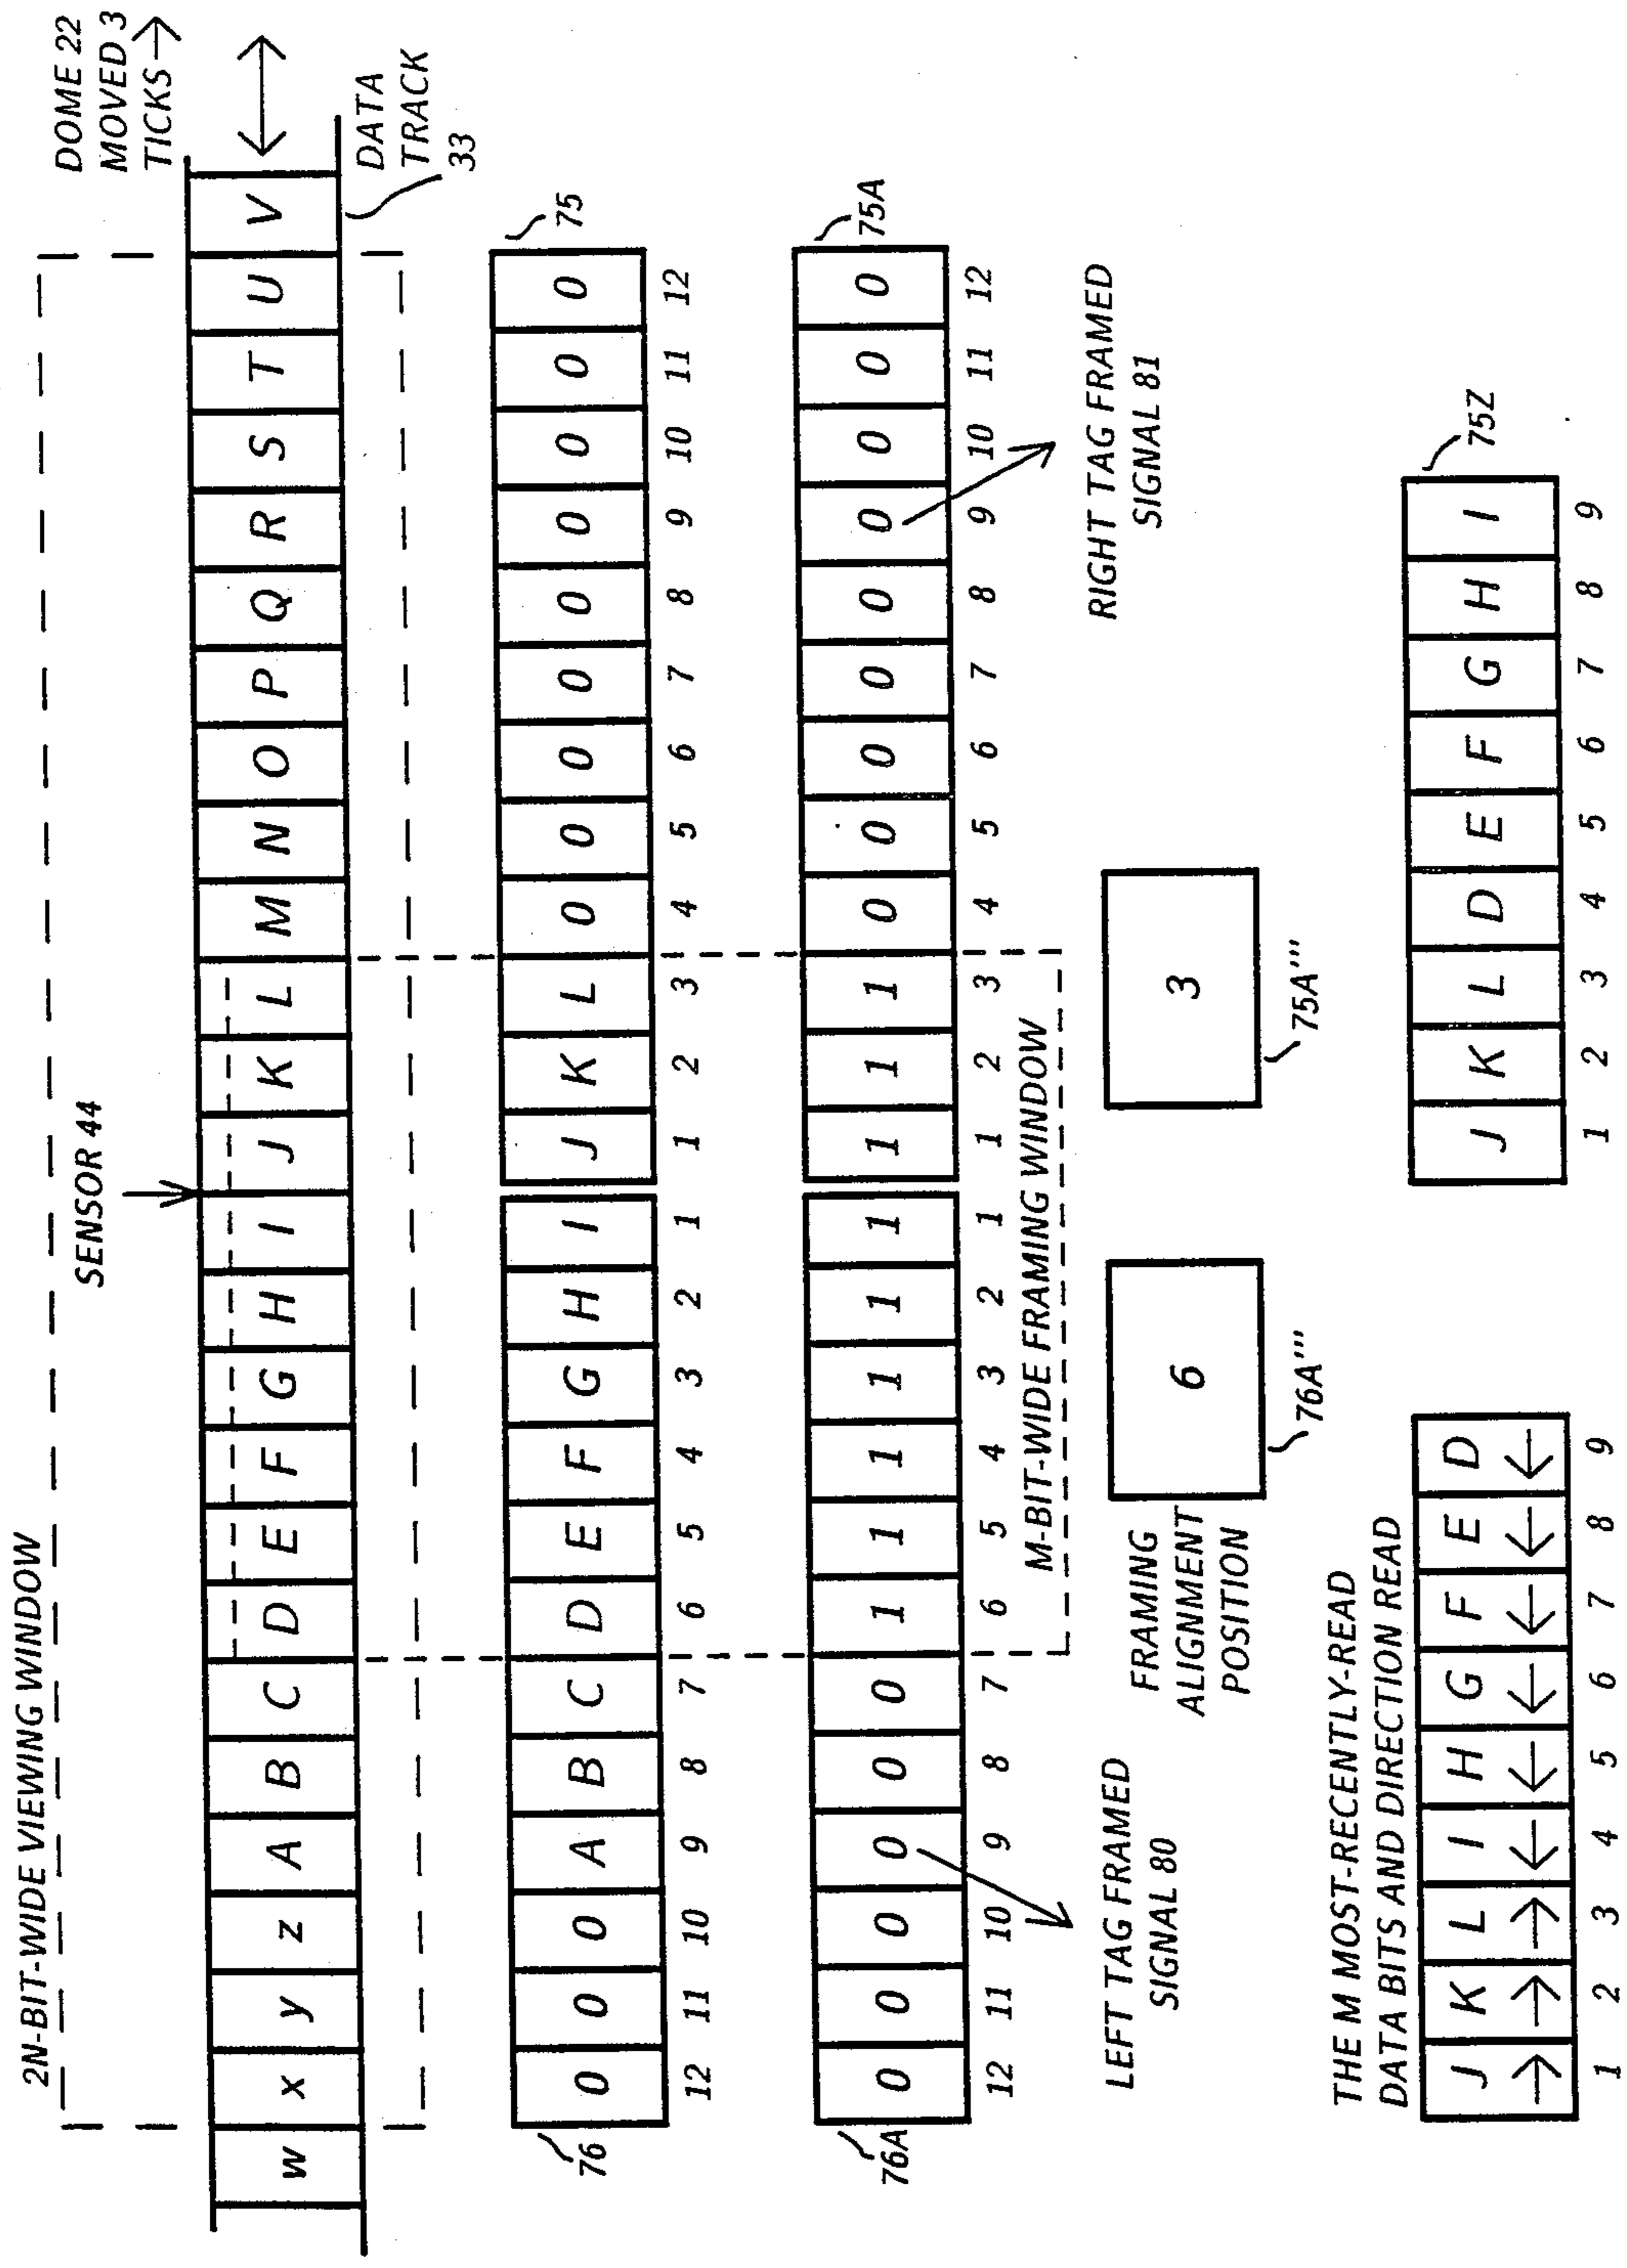 DOME 22
MOVED 3
TICKS→
2N-BIT-WIDE VIEWING WINDOW
SENSOR 44
w x y z A B C D E F G H I J K L M N O P Q R S T U V
DATA
TRACK
33
76
0 0 0 A B C D E F G H I
J K L 0 0 0 0 0 0 0 0 0
75
12 11 10 9 8 7 6 5 4 3 2 1
1 2 3 4 5 6 7 8 9 10 11 12
76A
0 0 0 0 0 0 1 1 1 1 1 1
1 1 1 0 0 0 0 0 0 0 0 0
75A
12 11 10 9 8 7 6 5 4 3 2 1
1 2 3 4 5 6 7 8 9 10 11 12
M-BIT-WIDE FRAMING WINDOW
LEFT TAG FRAMED
SIGNAL 80
FRAMING
ALIGNMENT
POSITION
6
76A'''
3
75A'''
RIGHT TAG FRAMED
SIGNAL 81
THE M MOST-RECENTLY-READ
DATA BITS AND DIRECTION READ
J K L I H G F E D
→ → → ← ← ← ← ← ←
1 2 3 4 5 6 7 8 9
J K L D E F G H I
75Z
1 2 3 4 5 6 7 8 9